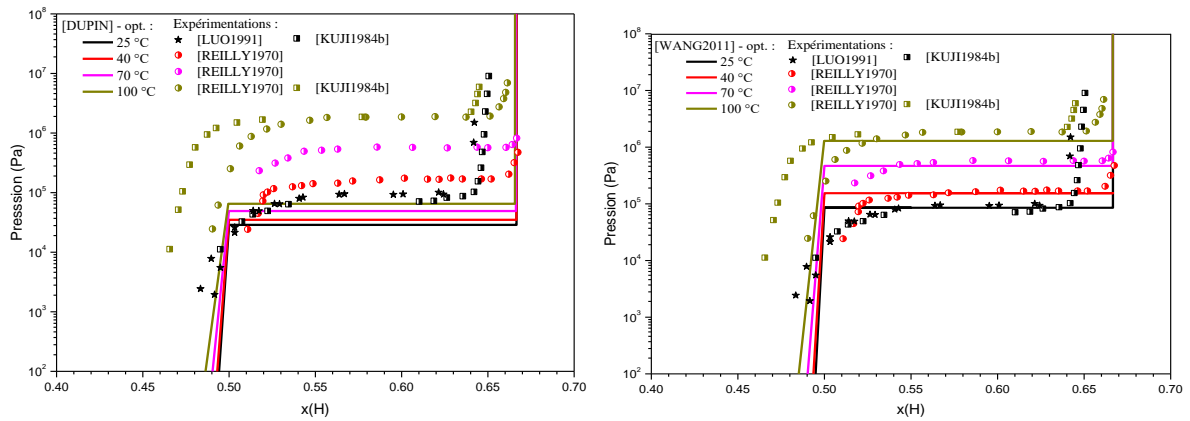 [DUPIN] - opt. : Expérimentations :
25 °C [LUO1991] [KUJI1984b]
40 °C [REILLY1970]
70 °C [REILLY1970]
100 °C [REILLY1970] [KUJI1984b]
Presssion (Pa)
10^8
10^7
10^6
10^5
10^4
10^3
10^2
0.40 0.45 0.50 0.55 0.60 0.65 0.70
x(H)
[WANG2011] - opt. : Expérimentations :
25 °C [LUO1991] [KUJI1984b]
40 °C [REILLY1970]
70 °C [REILLY1970]
100 °C [REILLY1970] [KUJI1984b]
Pression (Pa)
10^8
10^7
10^6
10^5
10^4
10^3
10^2
0.40 0.45 0.50 0.55 0.60 0.65 0.70
x(H)